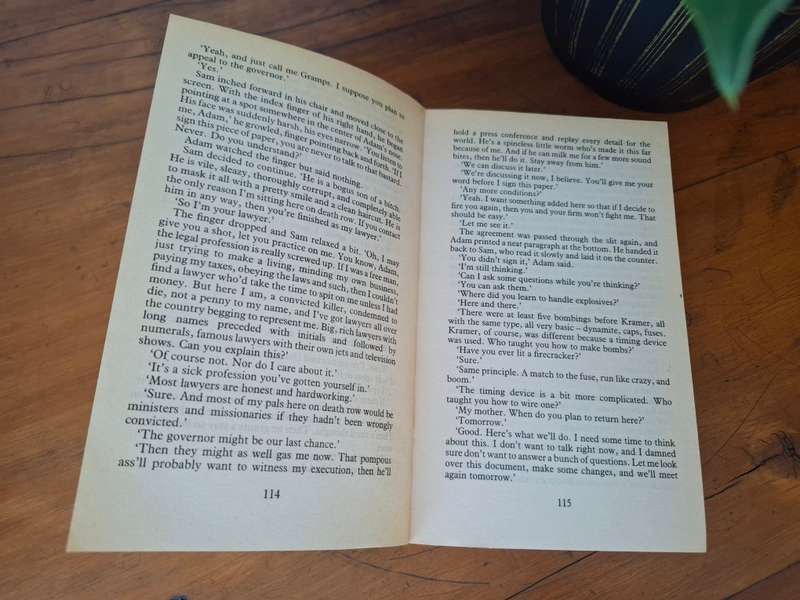 'Yeah, and just call me Gramps. I suppose you plan to
appeal to the governor.'
'Yes.'
Sam inched forward in his chair and moved close to the
screen. With the index finger of his right hand, he began
pointing at a spot somewhere in the center of Adam's nose.
His face was suddenly harsh, his eyes narrow. 'You listen to
me, Adam,' he growled, finger pointing back and forth. 'If I
sign this piece of paper, you are never to talk to that bastard.
Never. Do you understand?'
Adam watched the finger but said nothing.
Sam decided to continue. 'He is a bogus son of a bitch.
He is vile, sleazy, thoroughly corrupt, and completely able
to mask it all with a pretty smile and a clean haircut. He is
the only reason I'm sitting here on death row. If you contact
him in any way, then you're finished as my lawyer.'
'So I'm your lawyer.'
The finger dropped and Sam relaxed a bit. 'Oh, I may
give you a shot, let you practice on me. You know, Adam,
the legal profession is really screwed up. If I was a free man,
just trying to make a living, minding my own business,
paying my taxes, obeying the laws and such, then I couldn't
find a lawyer who'd take the time to spit on me unless I had
money. But here I am, a convicted killer, condemned to
die, not a penny to my name, and I've got lawyers all over
the country begging to represent me. Big, rich lawyers with
long names preceded with initials and followed by
numerals, famous lawyers with their own jets and television
shows. Can you explain this?'
'Of course not. Nor do I care about it.'
'It's a sick profession you've gotten yourself in.'
'Most lawyers are honest and hardworking.'
'Sure. And most of my pals here on death row would be
ministers and missionaries if they hadn't been wrongly
convicted.'
'The governor might be our last chance.'
'Then they might as well gas me now. That pompous
ass'll probably want to witness my execution, then he'll
114
hold a press conference and replay every detail for the
world. He's a spineless little worm who's made it this far
because of me. And if he can milk me for a few more sound
bites, then he'll do it. Stay away from him.'
'We can discuss it later.'
'We're discussing it now, I believe. You'll give me your
word before I sign this paper.'
'Any more conditions?'
'Yeah. I want something added here so that if I decide to
fire you again, then you and your firm won't fight me. That
should be easy.'
'Let me see it.'
The agreement was passed through the slit again, and
Adam printed a neat paragraph at the bottom. He handed it
back to Sam, who read it slowly and laid it on the counter.
'You didn't sign it,' Adam said.
'I'm still thinking.'
'Can I ask some questions while you're thinking?'
'You can ask them.'
'Where did you learn to handle explosives?'
'Here and there.'
'There were at least five bombings before Kramer, all
with the same type, all very basic – dynamite, caps, fuses.
Kramer, of course, was different because a timing device
was used. Who taught you how to make bombs?'
'Have you ever lit a firecracker?'
'Sure.'
'Same principle. A match to the fuse, run like crazy, and
boom.'
'The timing device is a bit more complicated. Who
taught you how to wire one?'
'My mother. When do you plan to return here?'
'Tomorrow.'
'Good. Here's what we'll do. I need some time to think
about this. I don't want to talk right now, and I damned
sure don't want to answer a bunch of questions. Let me look
over this document, make some changes, and we'll meet
again tomorrow.'
115